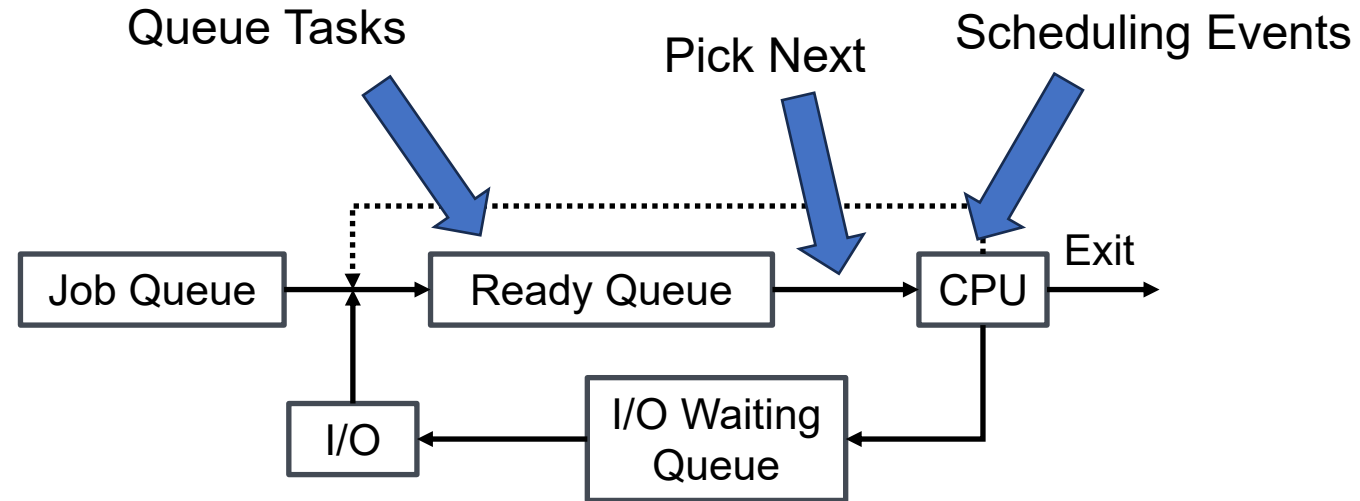 Queue Tasks
Pick Next
Scheduling Events
Job Queue
Ready Queue
CPU
Exit
I/O
I/O Waiting
Queue